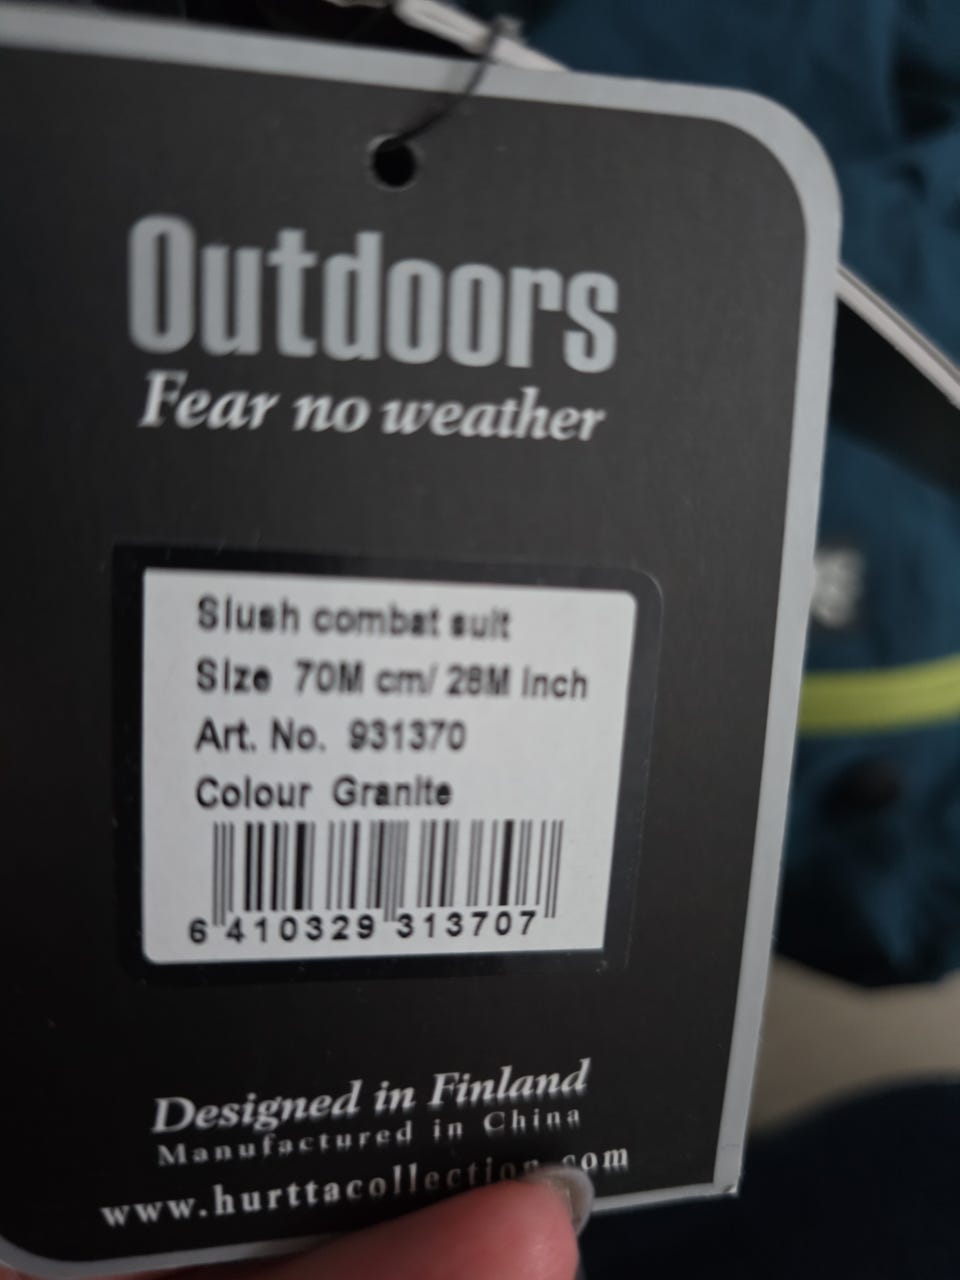 Outdoors
Fear no weather
Slush combat suit
Size 70M cm/ 28M inch
Art. No. 931370
Colour Granite
6 410329 313707
Designed in Finland
Manufactured in China
www.hurttacollection.com